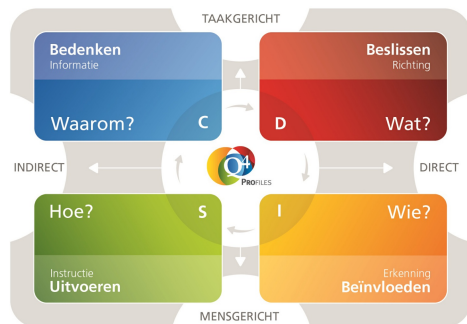 TAAKGERICHT
Bedenken
Informatie
Waarom?
C
Beslissen
Richting
D
Wat?
INDIRECT
Q4
PROFILES
DIRECT
Hoe?
S
Instructie
Uitvoeren
I
Wie?
Erkenning
Beïnvloeden
MENSGERICHT